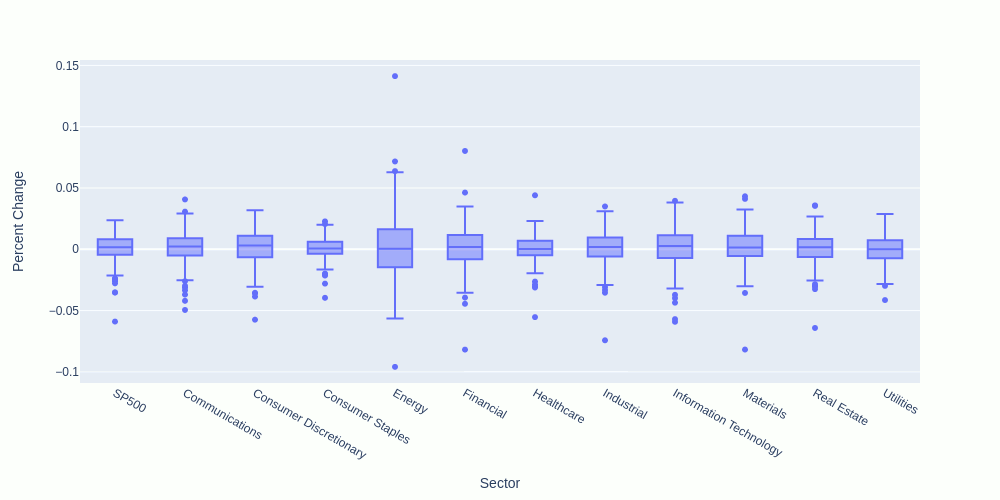 0.15
0.1
0.05
0
−0.05
−0.1
Percent Change
SP500
Communications
Consumer Discretionary
Consumer Staples
Energy
Financial
Healthcare
Industrial
Information Technology
Materials
Real Estate
Utilities
Sector